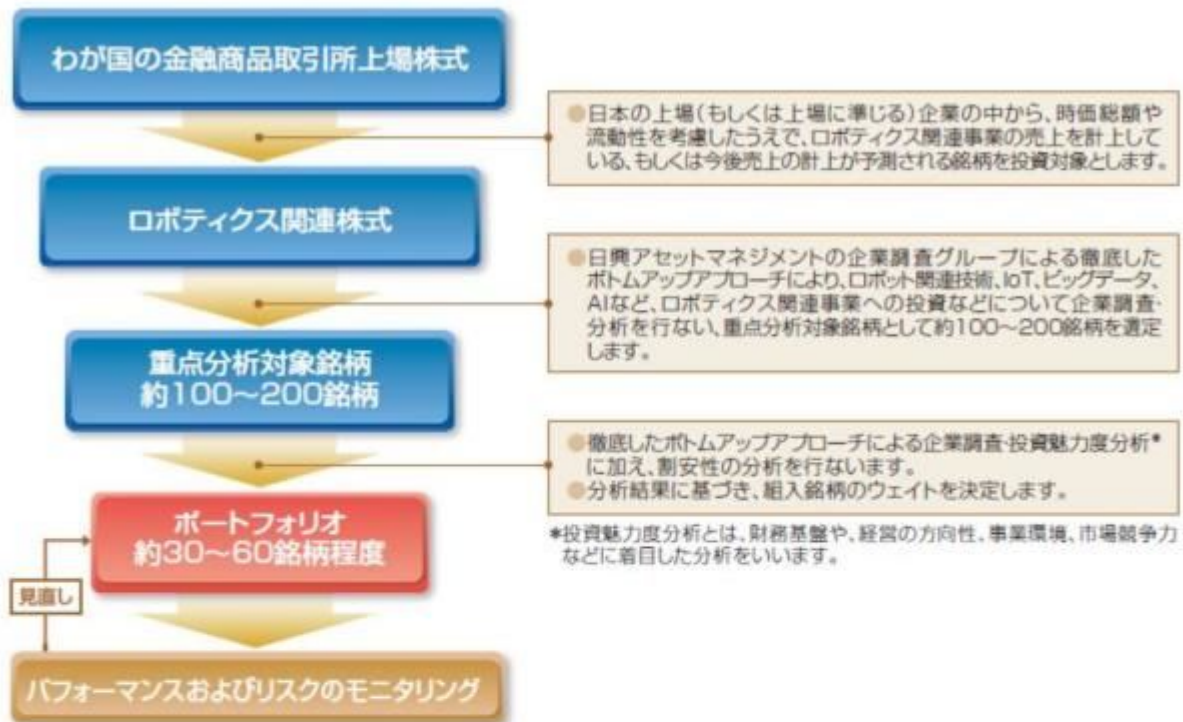 わが国の金融商品取引所上場株式
●日本の上場(もしくは上場に準じる)企業の中から、時価総額や
流動性を考慮したうえで、ロボティクス関連事業の売上を計上して
いる、もしくは今後売上の計上が予測される銘柄を投資対象とします。
ロボティクス関連株式
●日興アセットマネジメントの企業調査グループによる徹底した
ボトムアップアプローチにより、ロボット関連技術、IoT、ビッグデータ、
AIなど、ロボティクス関連事業への投資などについて企業調査・
分析を行ない、重点分析対象銘柄として約100～200銘柄を選定
します。
重点分析対象銘柄
約100～200銘柄
●徹底したボトムアップアプローチによる企業調査・投資魅力度分析*
に加え、割安性の分析を行ないます。
●分析結果に基づき、組入銘柄のウェイトを決定します。
*投資魅力度分析とは、財務基盤や、経営の方向性、事業環境、市場競争力
などに着目した分析をいいます。
ポートフォリオ
約30～60銘柄程度
見直し
パフォーマンスおよびリスクのモニタリング